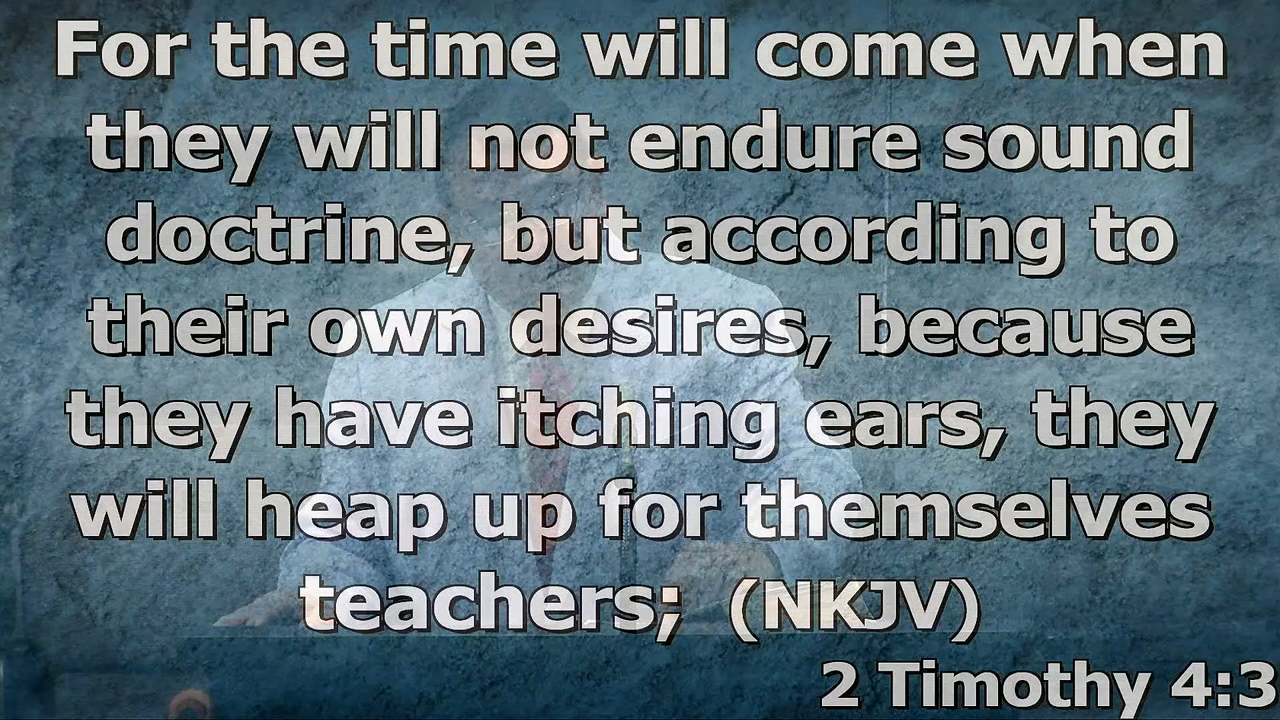 For the time will come when
they will not endure sound
doctrine, but according to
their own desires, because
they have itching ears, they
will heap up for themselves
teachers; (NKJV)
2 Timothy 4:3